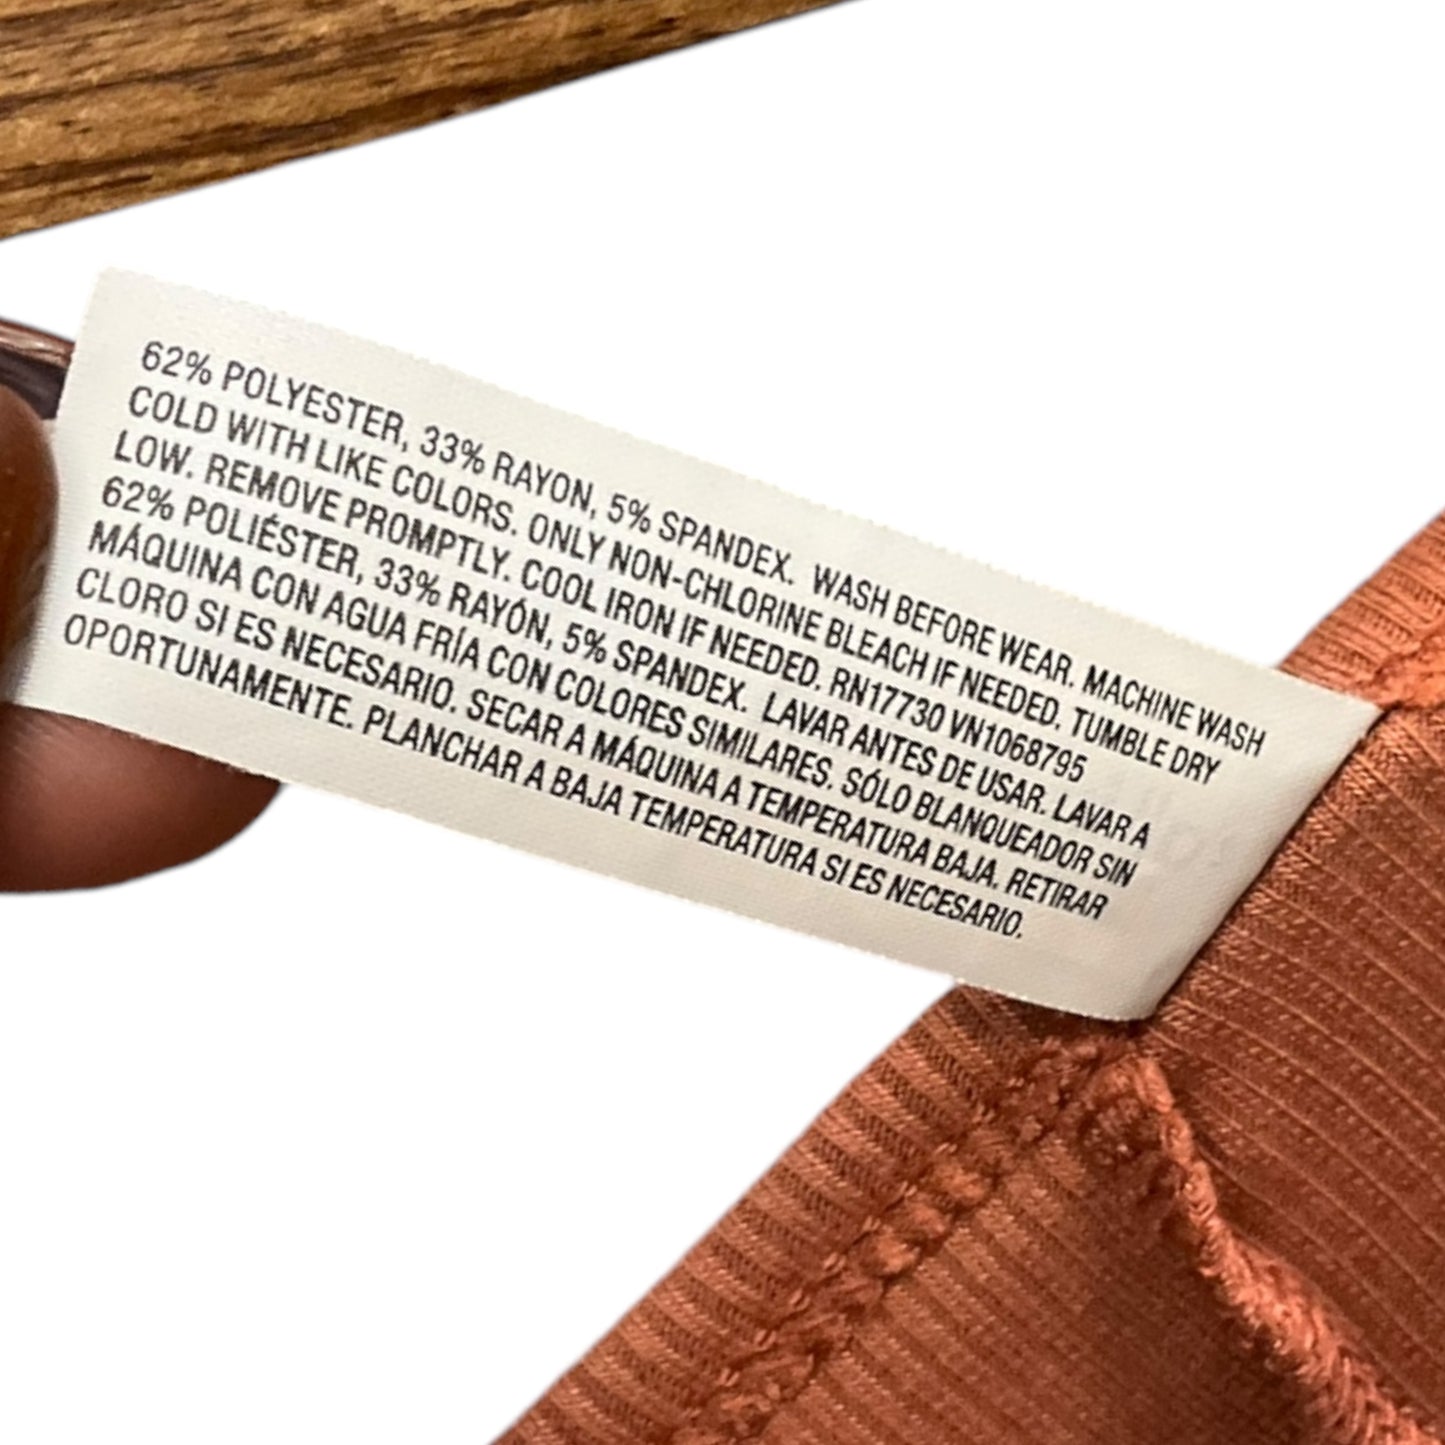 62% POLYESTER, 33% RAYON, 5% SPANDEX. WASH BEFORE WEAR. MACHINE WASH
COLD WITH LIKE COLORS. ONLY NON-CHLORINE BLEACH IF NEEDED. TUMBLE DRY
LOW. REMOVE PROMPTLY. COOL IRON IF NEEDED. RN17730 VN1068795
62% POLIÉSTER, 33% RAYÓN, 5% SPANDEX. LAVAR ANTES DE USAR. LAVAR A
MÁQUINA CON AGUA FRÍA CON COLORES SIMILARES. SÓLO BLANQUEADOR SIN
CLORO SI ES NECESARIO. SECAR A MÁQUINA A TEMPERATURA BAJA. RETIRAR
OPORTUNAMENTE. PLANCHAR A BAJA TEMPERATURA SI ES NECESARIO.